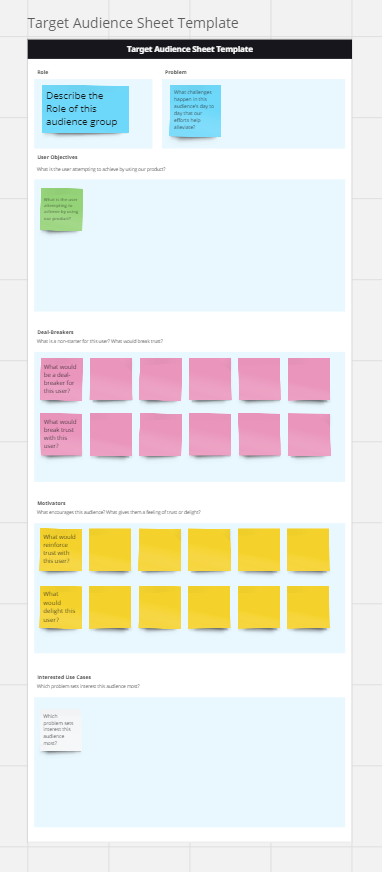 Target Audience Sheet Template
Target Audience Sheet Template
Role
Problem
Describe the
Role of this
audience group
What challenges
happen in this
audience's day to
day that our
efforts help
alleviate?
User Objectives
What is the user attempting to achieve by using our product?
What is the user
attempting to
achieve by using
our product?
Deal-Breakers
What is a non-starter for this user? What would break trust?
What would
be a deal-
breaker for
this user?
What would
break trust
with this
user?
Motivators
What encourages this audience? What gives them a feeling of trust or delight?
What would
reinforce
trust with
this user?
What
would
delight this
user?
Interested Use Cases
Which problem sets interest this audience most?
Which
problem sets
interest this
audience
most?